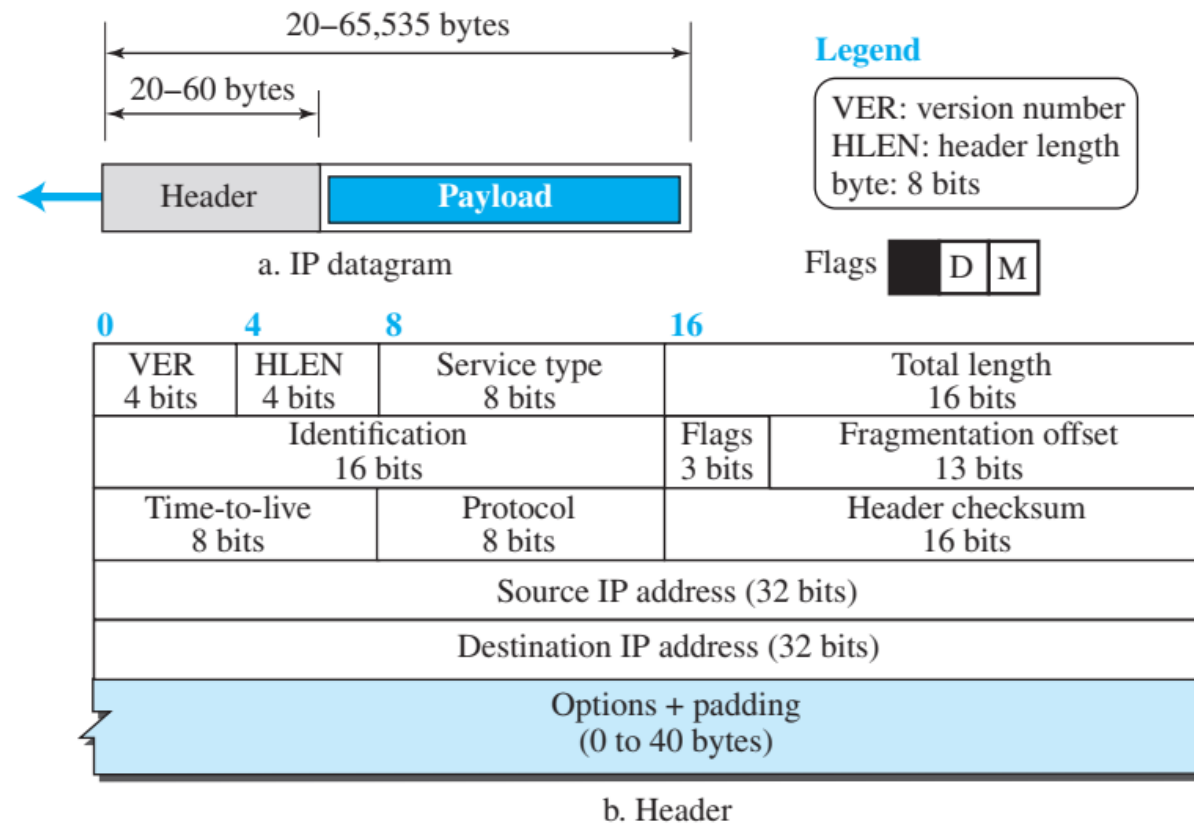 20–65,535 bytes
20–60 bytes
Header
Payload
a. IP datagram
Legend
VER: version number
HLEN: header length
byte: 8 bits
Flags D M
0 4 8 16
VER HLEN Service type Total length
4 bits 4 bits 8 bits 16 bits
Identification Flags Fragmentation offset
16 bits 3 bits 13 bits
Time-to-live Protocol Header checksum
8 bits 8 bits 16 bits
Source IP address (32 bits)
Destination IP address (32 bits)
Options + padding
(0 to 40 bytes)
b. Header